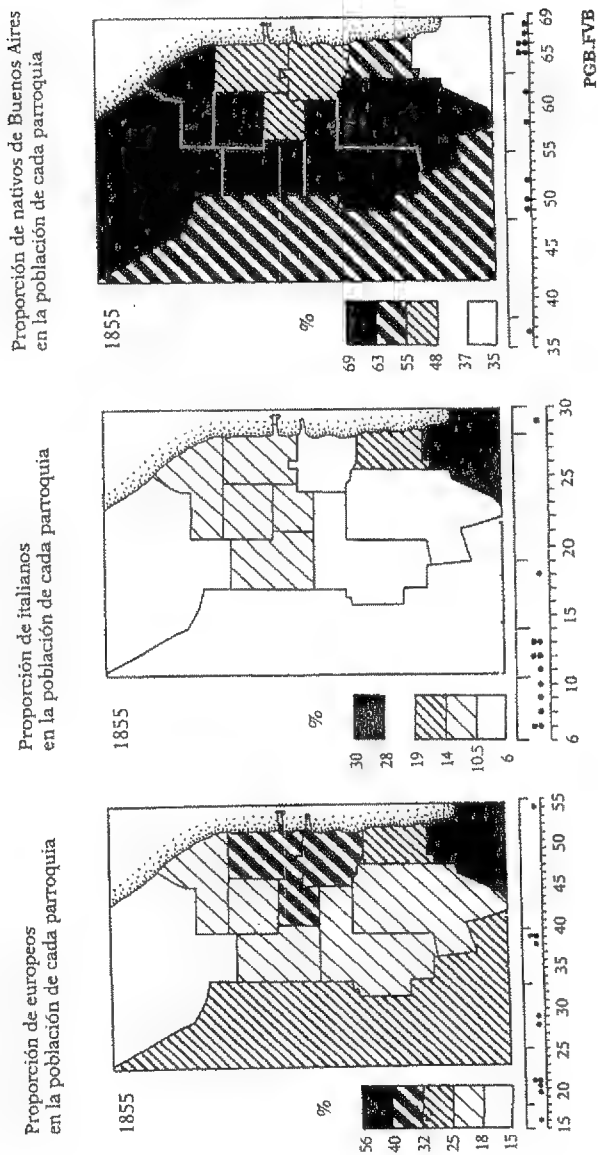 Proporción de europeos
en la población de cada parroquia
1855
%
56
40
32
25
18
15
15 20 25 30 35 40 45 50 55
Proporción de italianos
en la población de cada parroquia
1855
%
30
28
19
14
10.5
6
6 10 15 20 25 30
Proporción de nativos de Buenos Aires
en la población de cada parroquia
1855
%
69
63
55
48
37
35
35 40 45 50 55 60 65 69
PGB.FVB